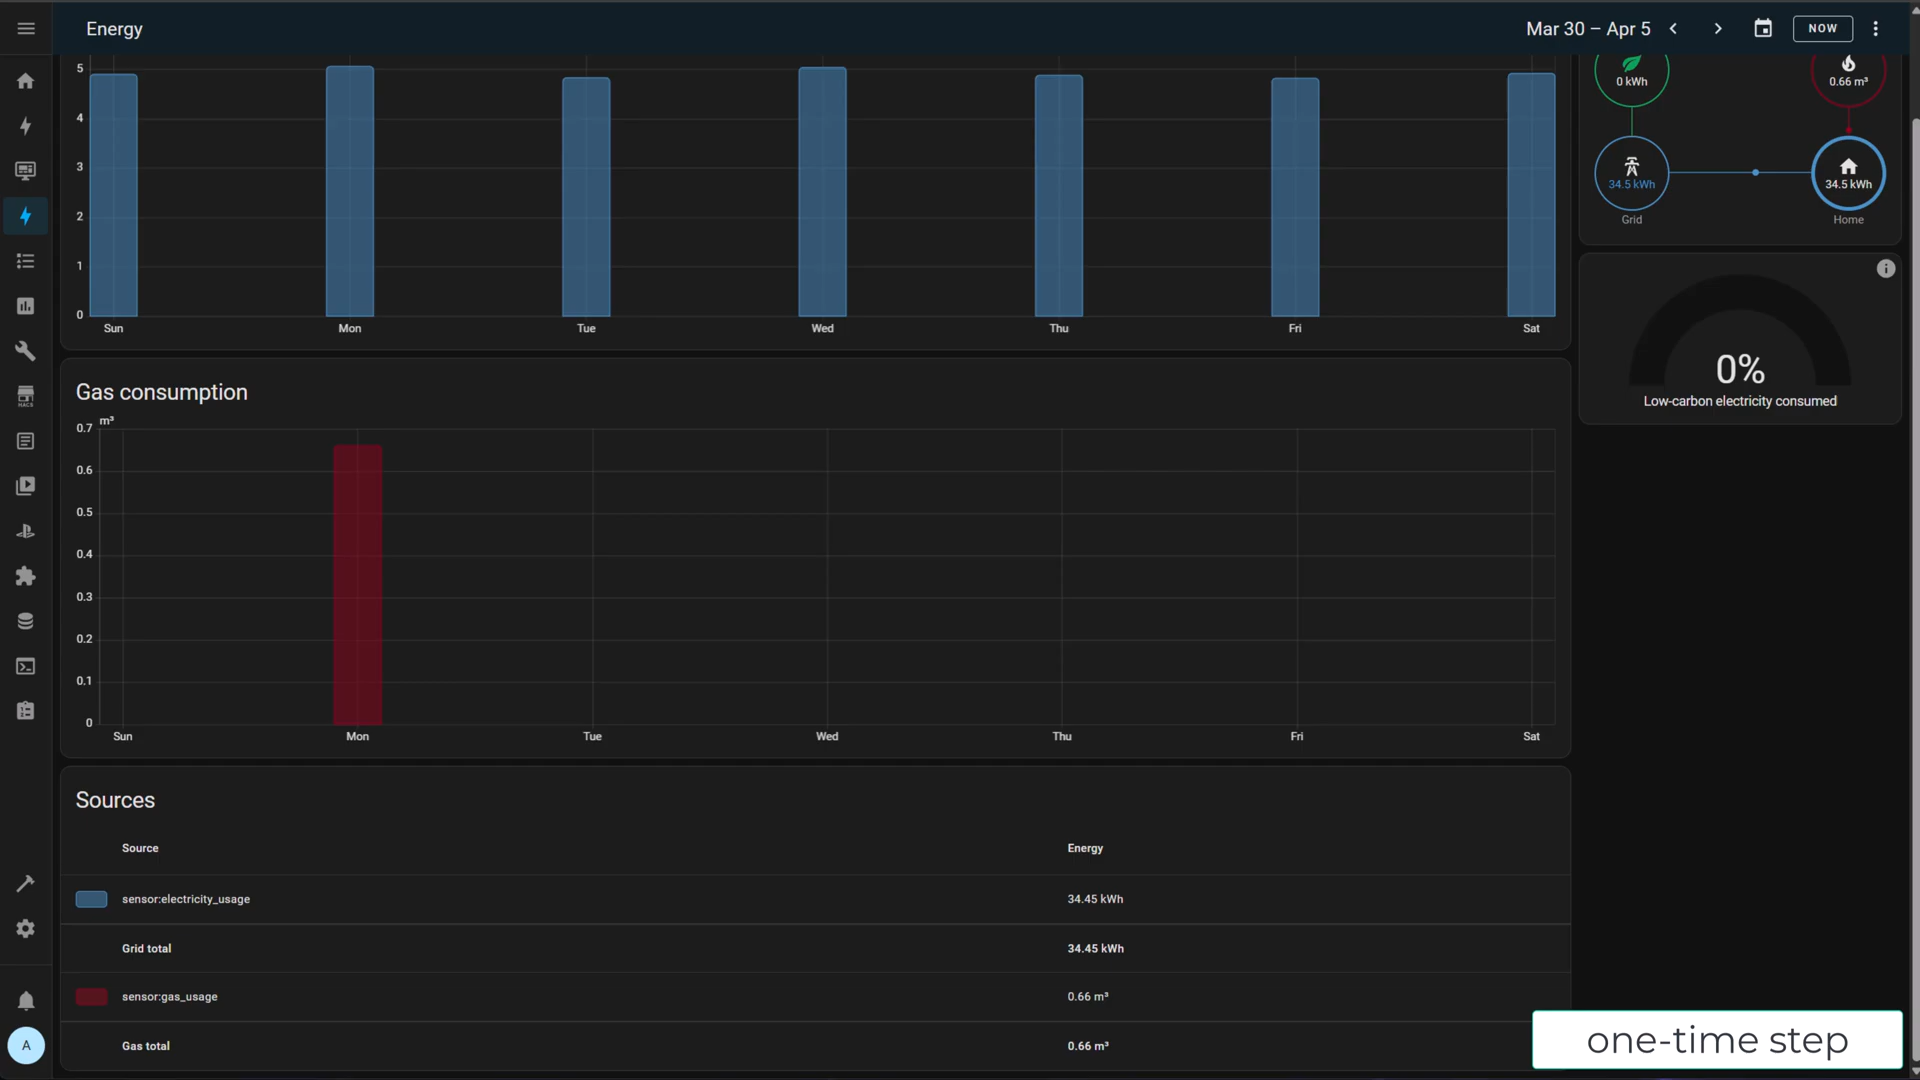 Energy
Mar 30 – Apr 5
NOW
5
4
3
2
1
0
Sun
Mon
Tue
Wed
Thu
Fri
Sat
0 kWh
0.66 m³
34.5 kWh
34.5 kWh
Grid
Home
0%
Low-carbon electricity consumed
Gas consumption
m³
0.7
0.6
0.5
0.4
0.3
0.2
0.1
0
Sun
Mon
Tue
Wed
Thu
Fri
Sat
Sources
Source
Energy
sensor:electricity_usage
34.45 kWh
Grid total
34.45 kWh
sensor:gas_usage
0.66 m³
Gas total
0.66 m³
HACS
A
one-time step